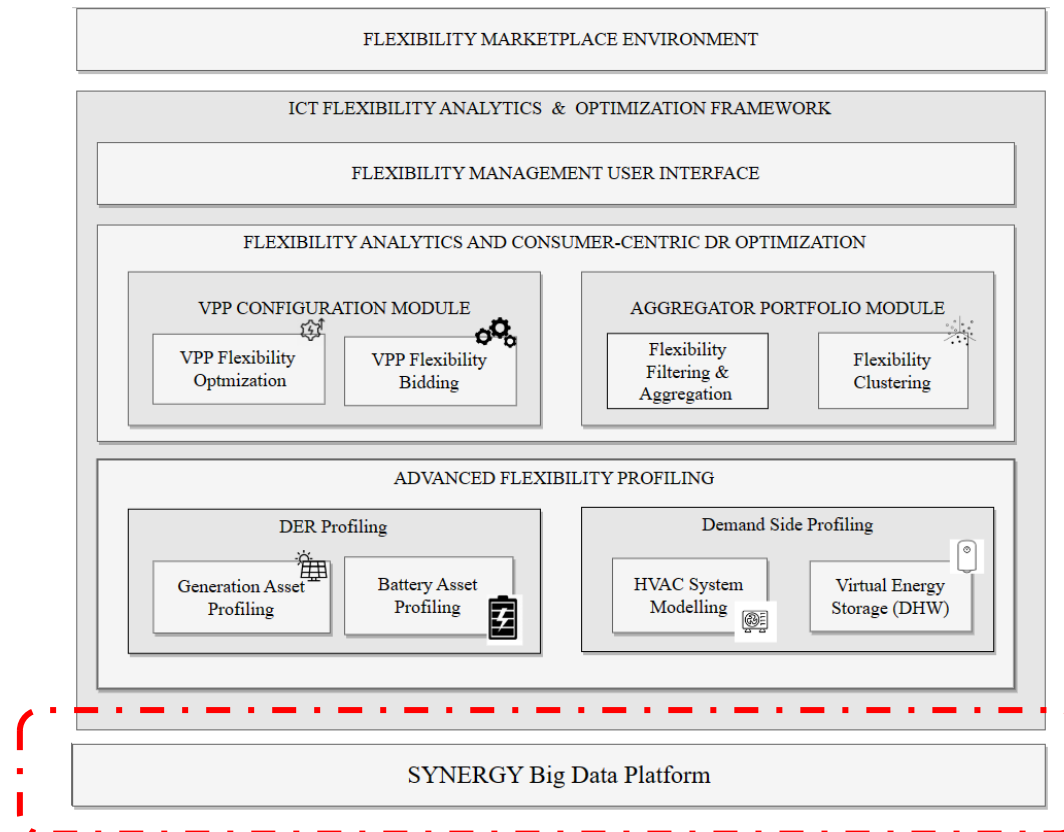 FLEXIBILITY MARKETPLACE ENVIRONMENT
ICT FLEXIBILITY ANALYTICS & OPTIMIZATION FRAMEWORK
FLEXIBILITY MANAGEMENT USER INTERFACE
FLEXIBILITY ANALYTICS AND CONSUMER-CENTRIC DR OPTIMIZATION
VPP CONFIGURATION MODULE
VPP Flexibility
Optmization
VPP Flexibility
Bidding
AGGREGATOR PORTFOLIO MODULE
Flexibility
Filtering &
Aggregation
Flexibility
Clustering
ADVANCED FLEXIBILITY PROFILING
DER Profiling
Generation Asset
Profiling
Battery Asset
Profiling
Demand Side Profiling
HVAC System
Modelling
Virtual Energy
Storage (DHW)
SYNERGY Big Data Platform